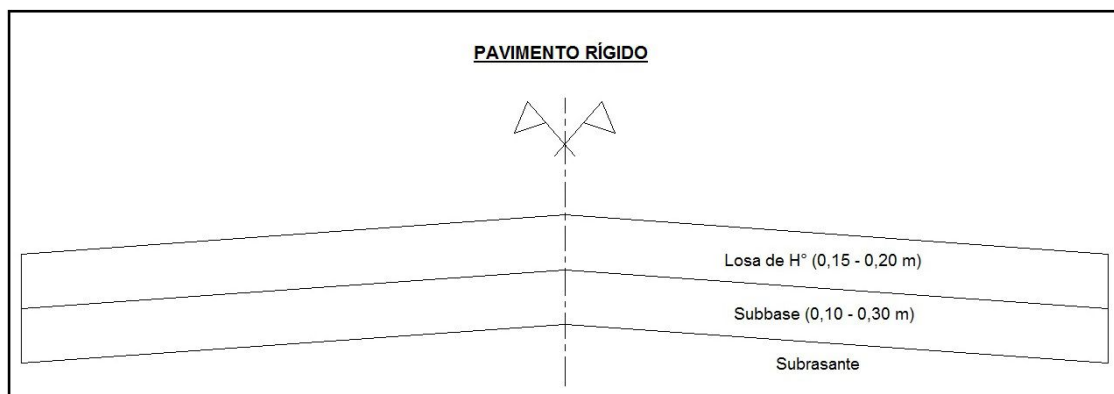 PAVIMENTO RÍGIDO
Losa de H° (0,15 - 0,20 m)
Subbase (0,10 - 0,30 m)
Subrasante